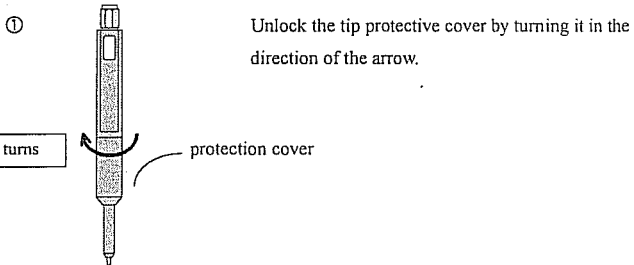 ①
Unlock the tip protective cover by turning it in the
direction of the arrow.
turns
protection cover